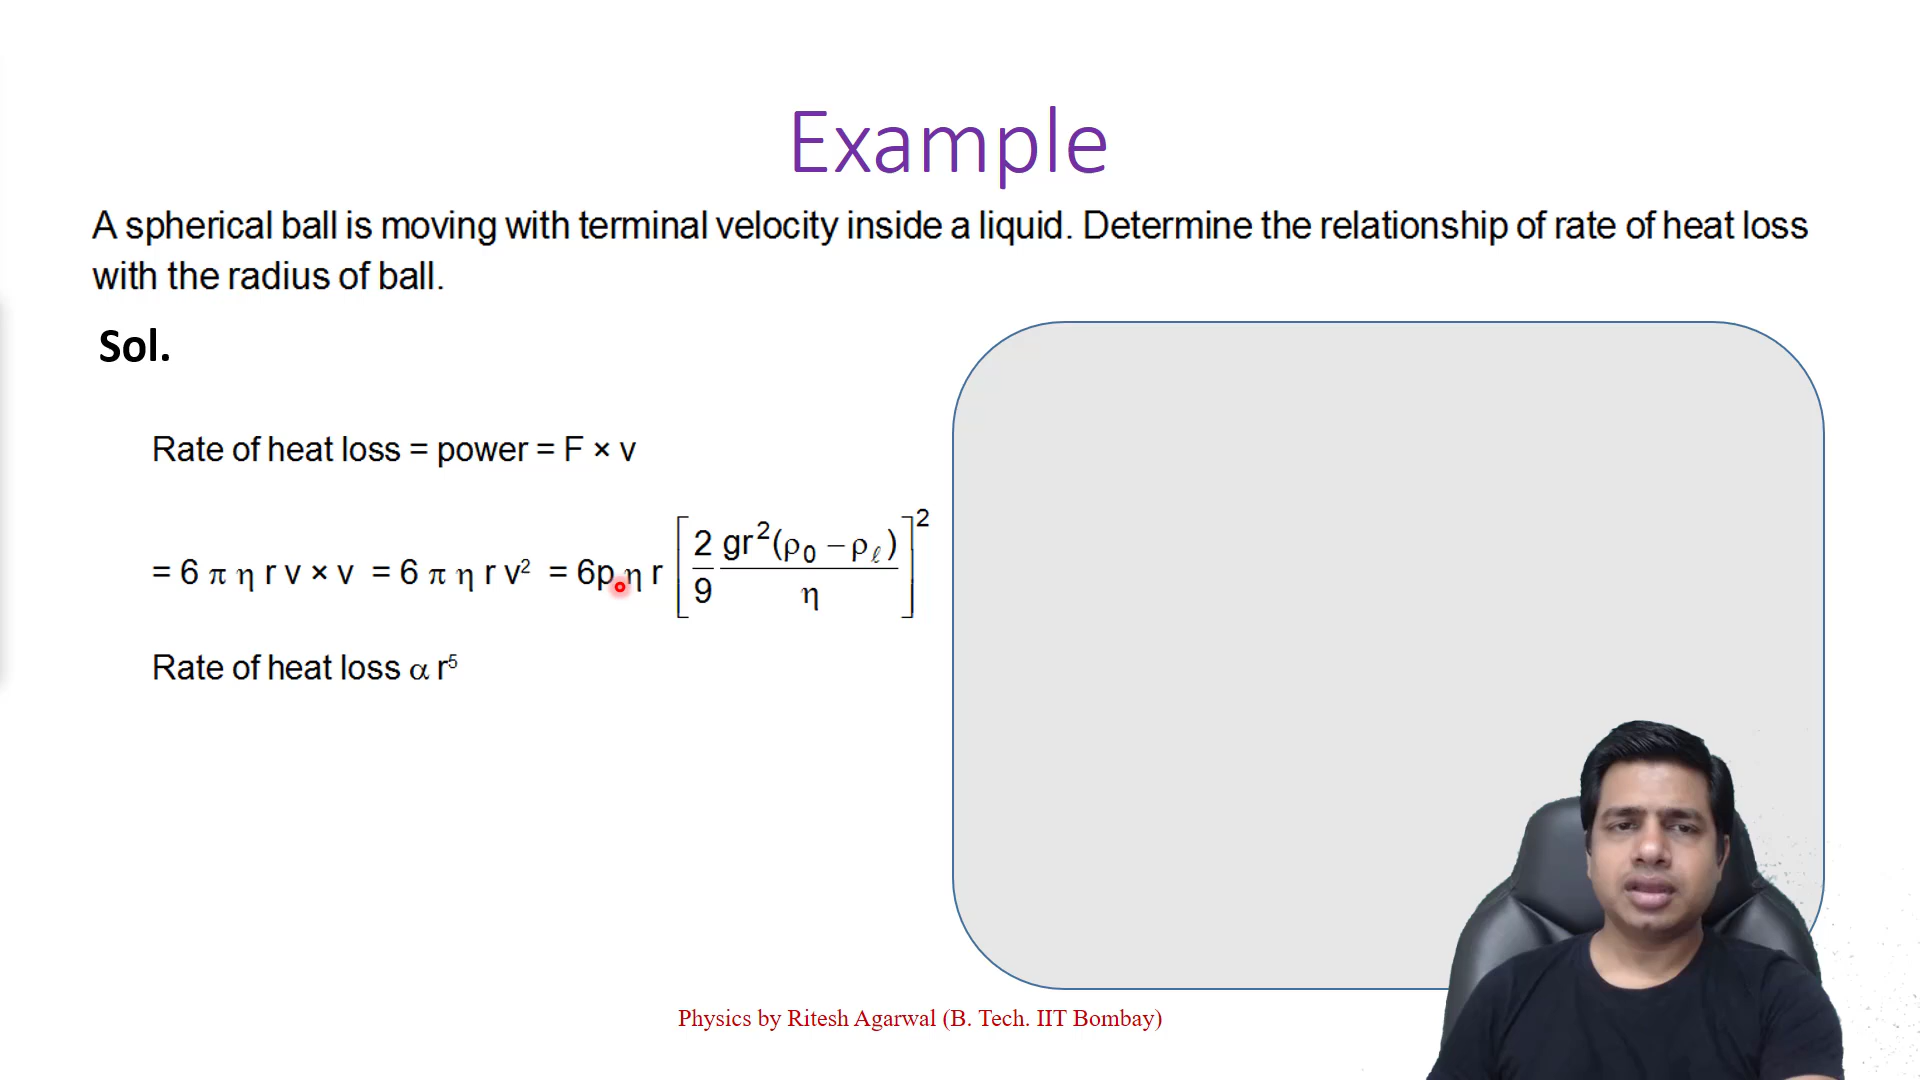 Example
A spherical ball is moving with terminal velocity inside a liquid. Determine the relationship of rate of heat loss
with the radius of ball.
Sol.
Rate of heat loss = power = F × v
= 6 π η r v × v = 6 π η r v² = 6p η r [2/9 gr²(ρ₀ − ρ_ℓ)/η]²
Rate of heat loss α r⁵
Physics by Ritesh Agarwal (B. Tech. IIT Bombay)